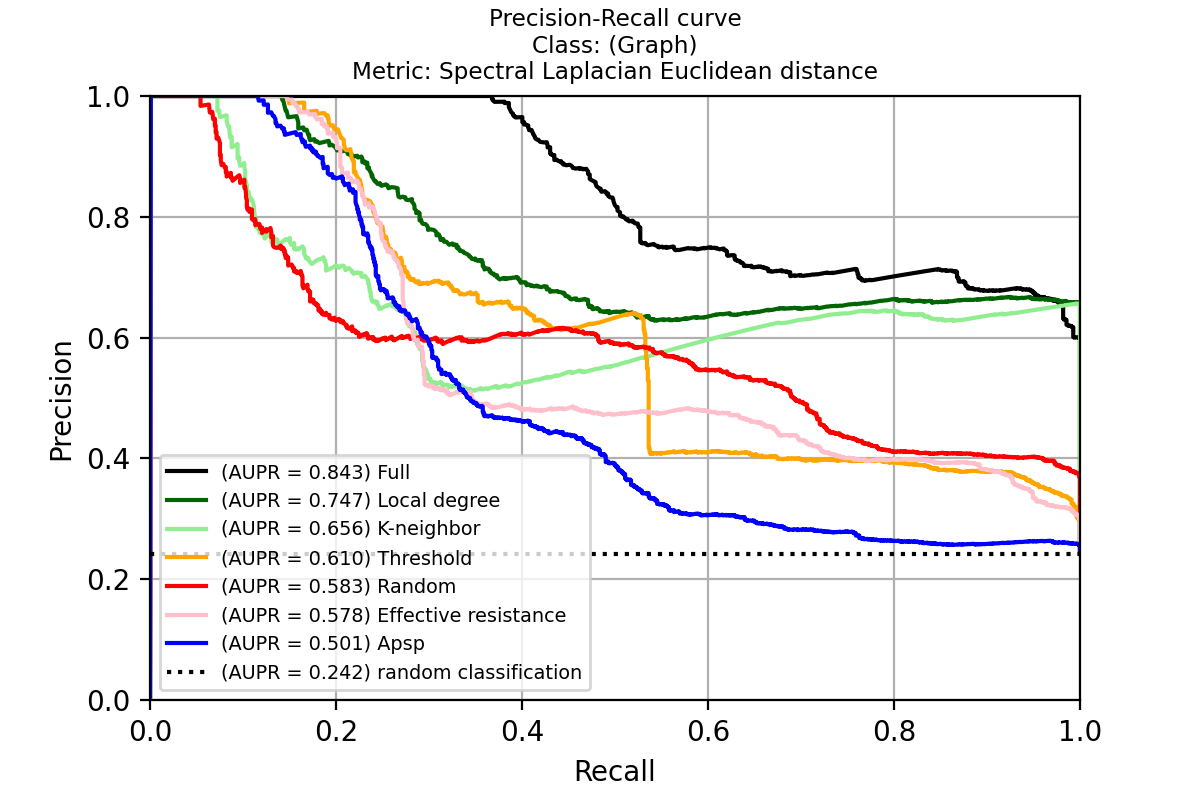 Precision-Recall curve
Class: (Graph)
Metric: Spectral Laplacian Euclidean distance
1.0
0.8
0.6
0.4
0.2
0.0
Precision
(AUPR = 0.843) Full
(AUPR = 0.747) Local degree
(AUPR = 0.656) K-neighbor
(AUPR = 0.610) Threshold
(AUPR = 0.583) Random
(AUPR = 0.578) Effective resistance
(AUPR = 0.501) Apsp
(AUPR = 0.242) random classification
0.0 0.2 0.4 0.6 0.8 1.0
Recall